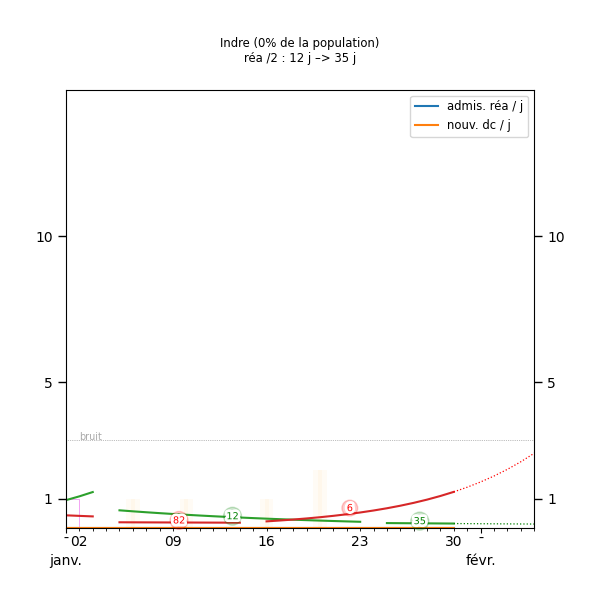 Indre (0% de la population)
réa /2 : 12 j –> 35 j
admis. réa / j
nouv. dc / j
10
10
5
5
bruit
1
1
82
12
6
35
02
09
16
23
30
janv.
févr.